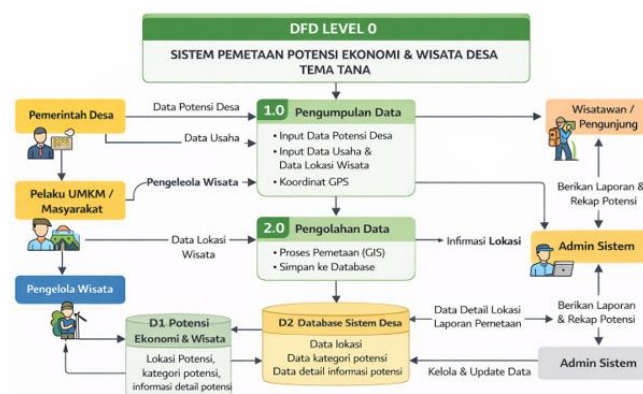 DFD LEVEL 0
SISTEM PEMETAAN POTENSI EKONOMI & WISATA DESA
TEMA TANA
Pemerintah Desa
Data Potensi Desa
Data Usaha
1.0 Pengumpulan Data
• Input Data Potensi Desa
• Input Data Usaha &
Data Lokasi Wisata
• Koordinat GPS
Wisatawan /
Pengunjung
Pelaku UMKM /
Masyarakat
Pengeleola Wisata
Berikan Laporan &
Rekap Potensi
2.0 Pengolahan Data
• Proses Pemetaan (GIS)
• Simpan ke Database
Data Lokasi
Wisata
Infirmasi Lokasi
Admin Sistem
Pengelola Wisata
D1 Potensi
Ekonomi & Wisata
Lokasi Potensi,
kategori potensi,
informasi detail potensi
D2 Database Sistem Desa
Data lokasi
Data kategori potensi
Data detail informasi potensi
Data Detail Lokasi
Laporan Pemetaan
Berikan Laporan
& Rekap Potensi
Kelola & Update Data
Admin Sistem